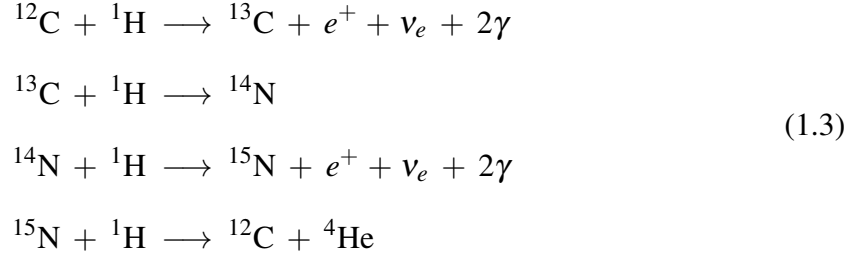 ¹²C + ¹H ⟶ ¹³C + e⁺ + νₑ + 2γ
¹³C + ¹H ⟶ ¹⁴N
(1.3)
¹⁴N + ¹H ⟶ ¹⁵N + e⁺ + νₑ + 2γ
¹⁵N + ¹H ⟶ ¹²C + ⁴He